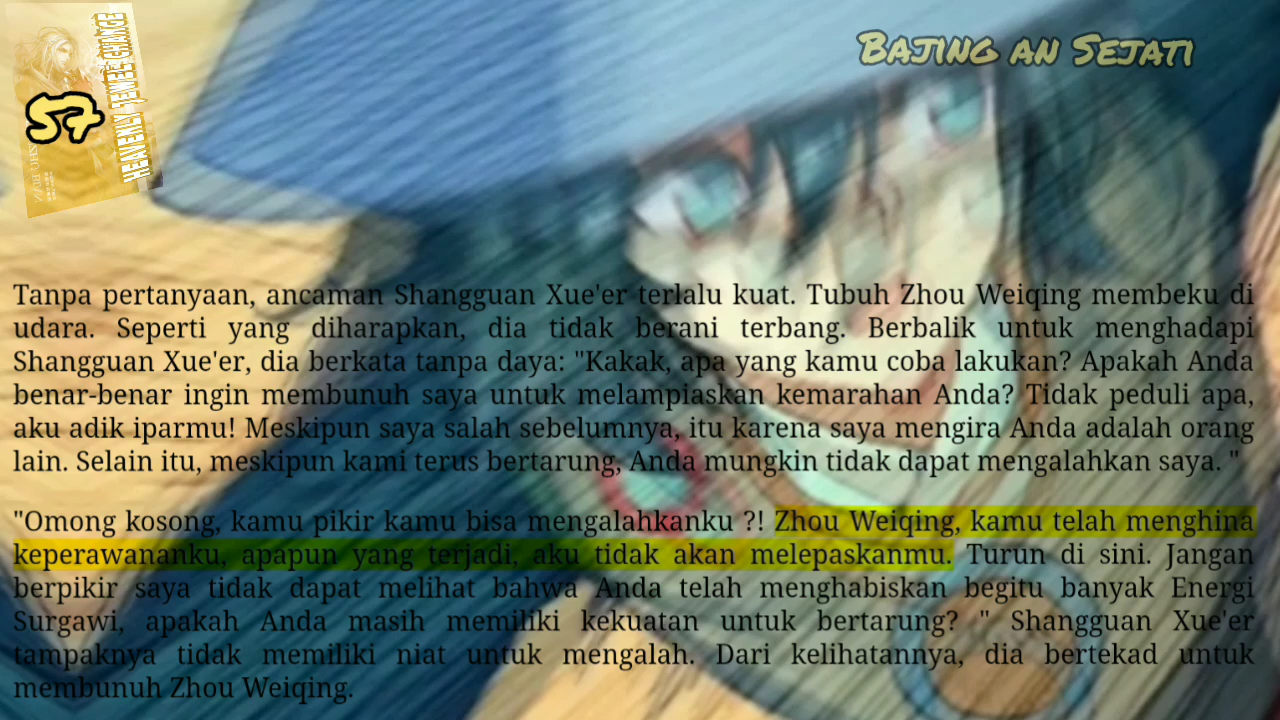 HEAVENLY JEWEL CHANGE
57
Bajing an Sejati
Tanpa pertanyaan, ancaman Shangguan Xue'er terlalu kuat. Tubuh Zhou Weiqing membeku di
udara. Seperti yang diharapkan, dia tidak berani terbang. Berbalik untuk menghadapi
Shangguan Xue'er, dia berkata tanpa daya: "Kakak, apa yang kamu coba lakukan? Apakah Anda
benar-benar ingin membunuh saya untuk melampiaskan kemarahan Anda? Tidak peduli apa,
aku adik iparmu! Meskipun saya salah sebelumnya, itu karena saya mengira Anda adalah orang
lain. Selain itu, meskipun kami terus bertarung, Anda mungkin tidak dapat mengalahkan saya. "
"Omong kosong, kamu pikir kamu bisa mengalahkanku ?! Zhou Weiqing, kamu telah menghina
keperawananku, apapun yang terjadi, aku tidak akan melepaskanmu. Turun di sini. Jangan
berpikir saya tidak dapat melihat bahwa Anda telah menghabiskan begitu banyak Energi
Surgawi, apakah Anda masih memiliki kekuatan untuk bertarung? " Shangguan Xue'er
tampaknya tidak memiliki niat untuk mengalah. Dari kelihatannya, dia bertekad untuk
membunuh Zhou Weiqing.